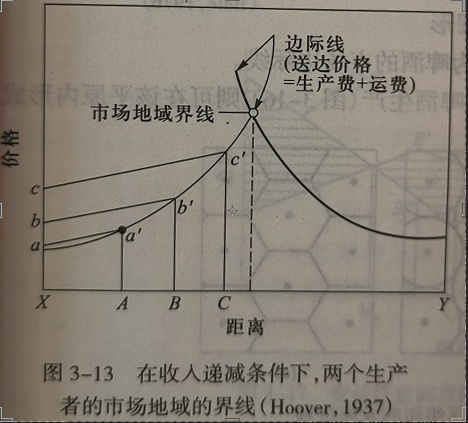 边际线
(送达价格
=生产费+运费)
市场地域界线
价格
c
c'
b
b'
a
a'
X
A
B
C
Y
距离
图 3-13 在收入递减条件下,两个生产
者的市场地域的界线(Hoover,1937)